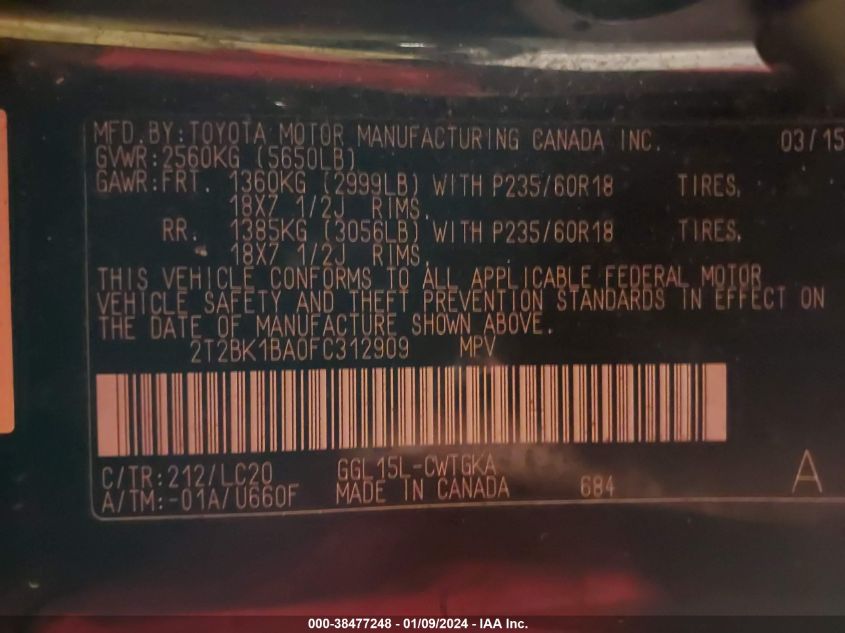 MFD.BY:TOYOTA MOTOR MANUFACTURING CANADA INC. 03/15
GVWR:2560KG (5650LB)
GAWR:FRT. 1360KG (2999LB) WITH P235/60R18 TIRES,
18X7 1/2J RIMS.
RR. 1385KG (3056LB) WITH P235/60R18 TIRES,
18X7 1/2J RIMS.
THIS VEHICLE CONFORMS TO ALL APPLICABLE FEDERAL MOTOR
VEHICLE SAFETY AND THEFT PREVENTION STANDARDS IN EFFECT ON
THE DATE OF MANUFACTURE SHOWN ABOVE.
2T2BK1BA0FC312909 MPV
C/TR:212/LC20 GGL15L-CWTGKA
A/TM:-01A/U660F MADE IN CANADA 684 A
000-38477248 - 01/09/2024 - IAA Inc.